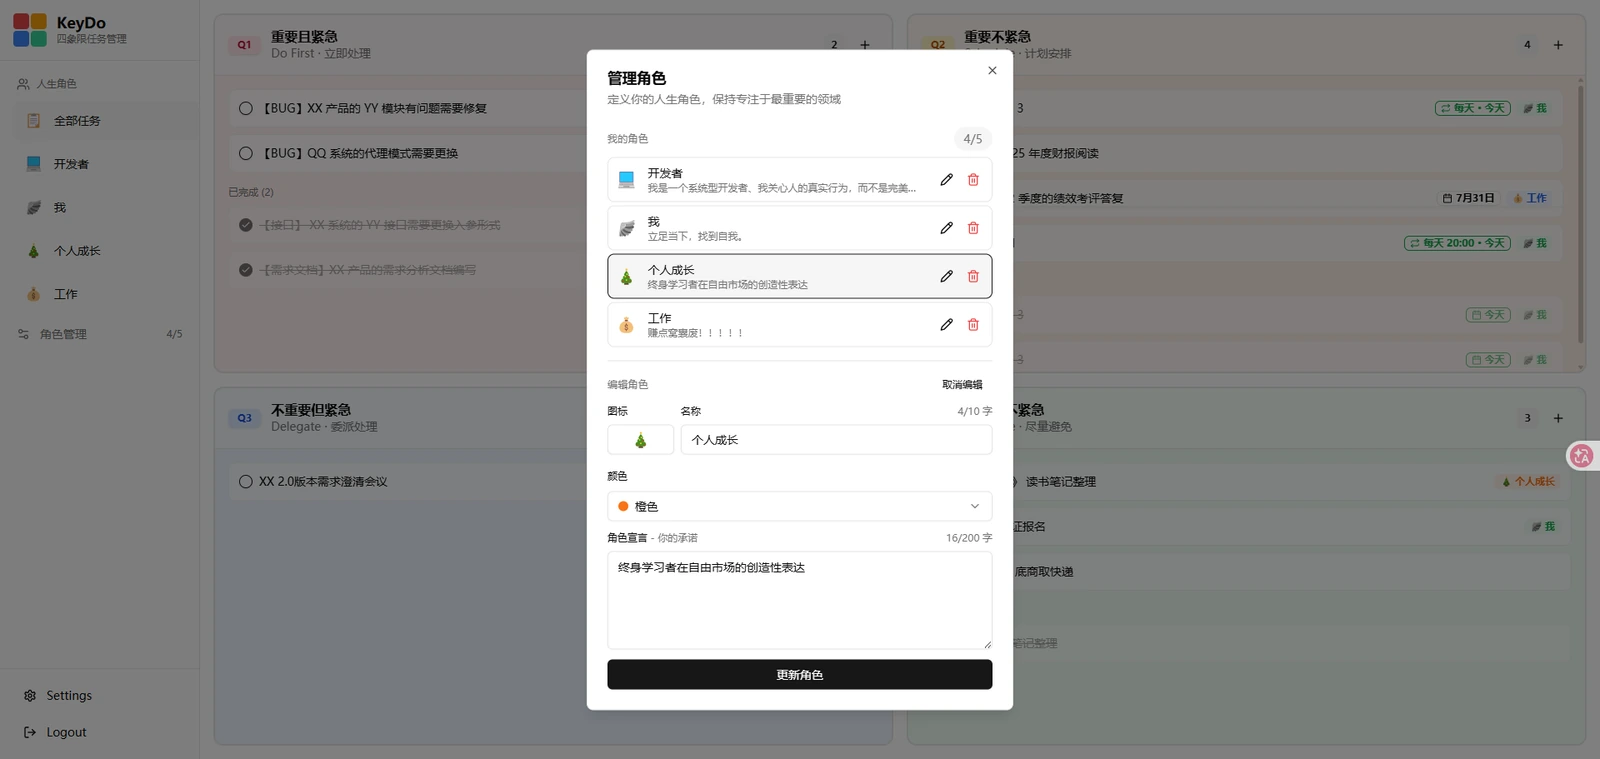 KeyDo
四象限任务管理
人生角色
全部任务
开发者
我
个人成长
工作
角色管理 4/5
Settings
Logout
Q1 重要且紧急 2 +
Do First · 立即处理
【BUG】XX 产品的 YY 模块有问题需要修复
【BUG】QQ 系统的代理模式需要更换
已完成 (2)
【接口】 XX 系统的 YY 接口需要更换入参形式
【需求文档】XX 产品的需求分析文档编写
Q2 重要不紧急 4 +
· 计划安排
3 每天 · 今天 我
25 年度财报阅读
季度的绩效考评答复 7月31日 工作
每天 20:00 · 今天 我
3 今天 我
3 今天 我
Q3 不重要但紧急
Delegate · 委派处理
XX 2.0版本需求澄清会议
紧急 3 +
· 尽量避免
》 读书笔记整理 个人成长
证报名 我
底商取快递
笔记整理
管理角色
定义你的人生角色，保持专注于最重要的领域
我的角色 4/5
开发者
我是一个系统型开发者、我关心人的真实行为，而不是完美...
我
立足当下，找到自我。
个人成长
终身学习者在自由市场的创造性表达
工作
赚点窝囊废！！！！！
编辑角色 取消编辑
图标 名称 4/10 字
个人成长
颜色
橙色
角色宣言 - 你的承诺 16/200 字
终身学习者在自由市场的创造性表达
更新角色